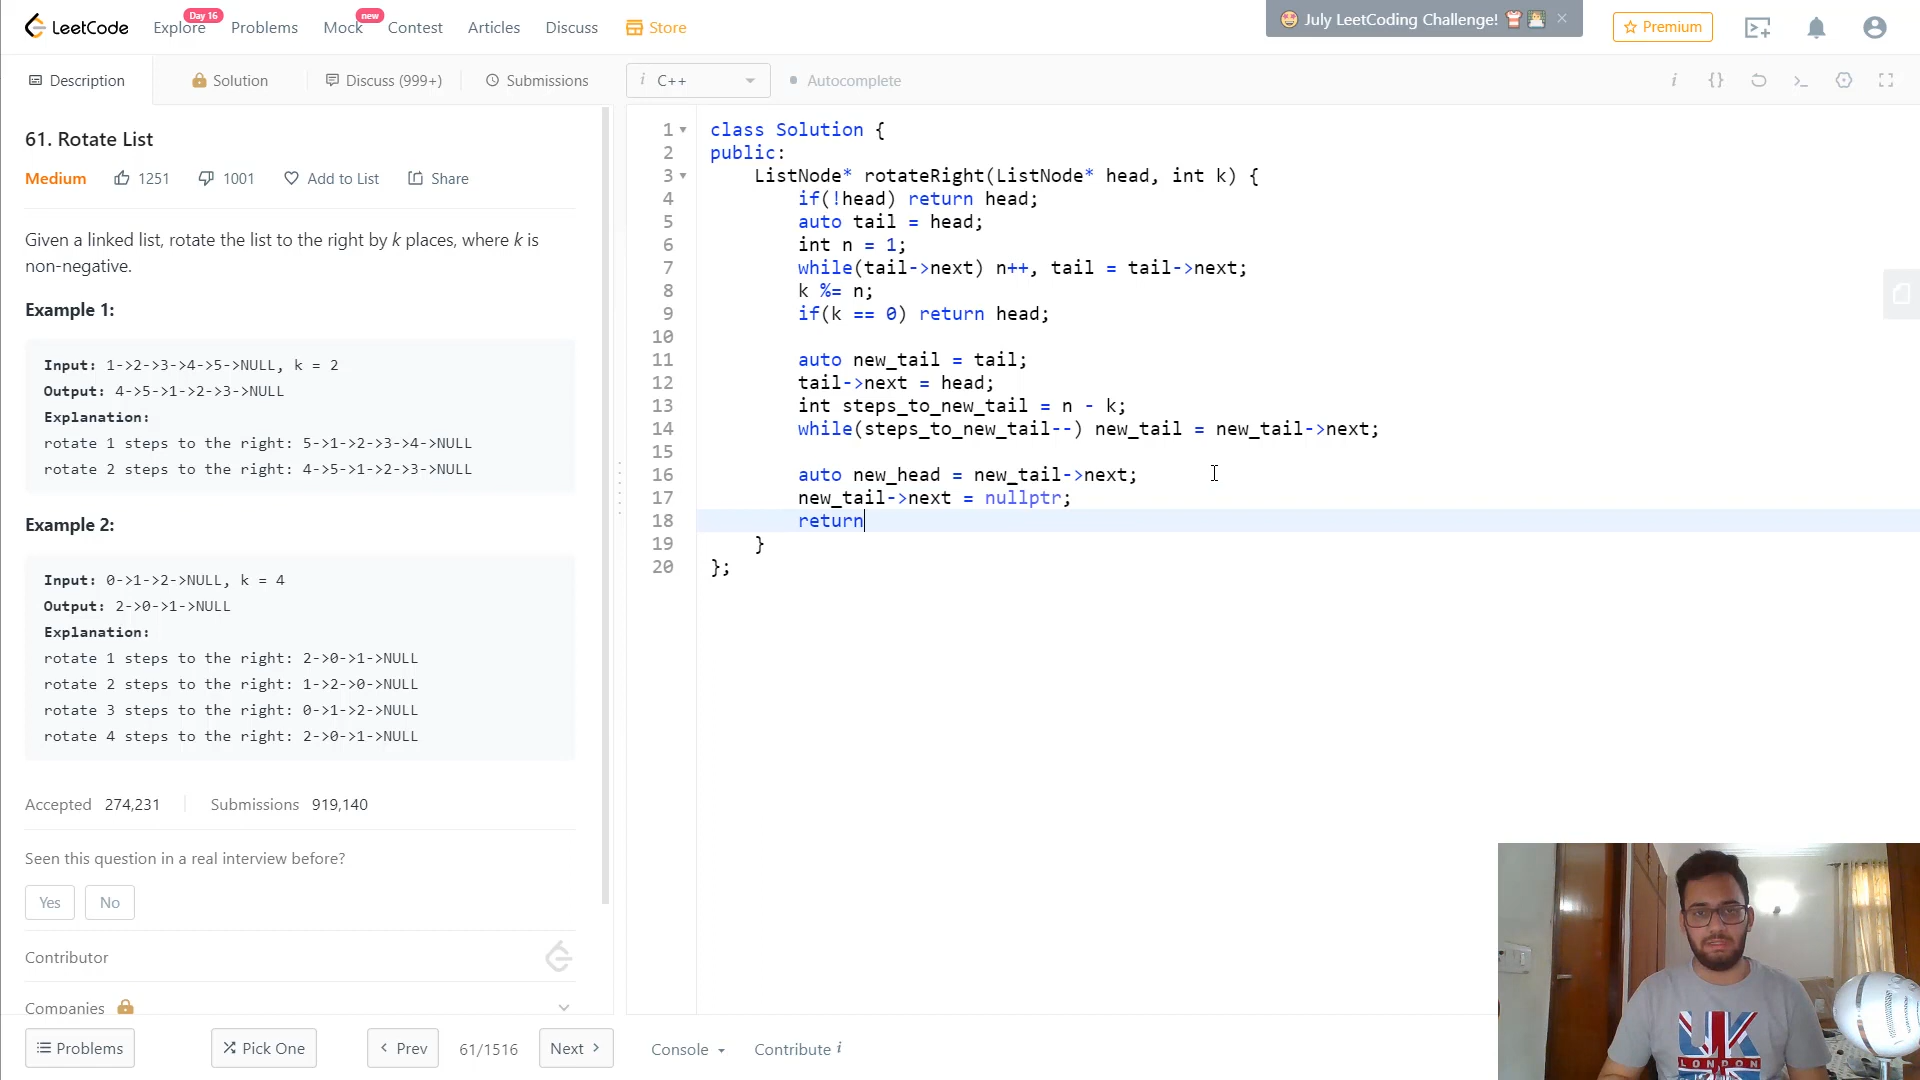 LeetCode
Explore
Day 16
Problems
Mock
new
Contest
Articles
Discuss
Store
July LeetCoding Challenge!
Premium
Description
Solution
Discuss (999+)
Submissions
i C++
Autocomplete
61. Rotate List
Medium 1251 1001 Add to List Share
Given a linked list, rotate the list to the right by k places, where k is
non-negative.
Example 1:
Input: 1->2->3->4->5->NULL, k = 2
Output: 4->5->1->2->3->NULL
Explanation:
rotate 1 steps to the right: 5->1->2->3->4->NULL
rotate 2 steps to the right: 4->5->1->2->3->NULL
Example 2:
Input: 0->1->2->NULL, k = 4
Output: 2->0->1->NULL
Explanation:
rotate 1 steps to the right: 2->0->1->NULL
rotate 2 steps to the right: 1->2->0->NULL
rotate 3 steps to the right: 0->1->2->NULL
rotate 4 steps to the right: 2->0->1->NULL
Accepted 274,231 Submissions 919,140
Seen this question in a real interview before?
Yes No
Contributor
Companies
Problems
Pick One
Prev
61/1516
Next
1 class Solution {
2 public:
3 ListNode* rotateRight(ListNode* head, int k) {
4 if(!head) return head;
5 auto tail = head;
6 int n = 1;
7 while(tail->next) n++, tail = tail->next;
8 k %= n;
9 if(k == 0) return head;
10
11 auto new_tail = tail;
12 tail->next = head;
13 int steps_to_new_tail = n - k;
14 while(steps_to_new_tail--) new_tail = new_tail->next;
15
16 auto new_head = new_tail->next;
17 new_tail->next = nullptr;
18 return
19 }
20 };
Console
Contribute i
UK
LONDON